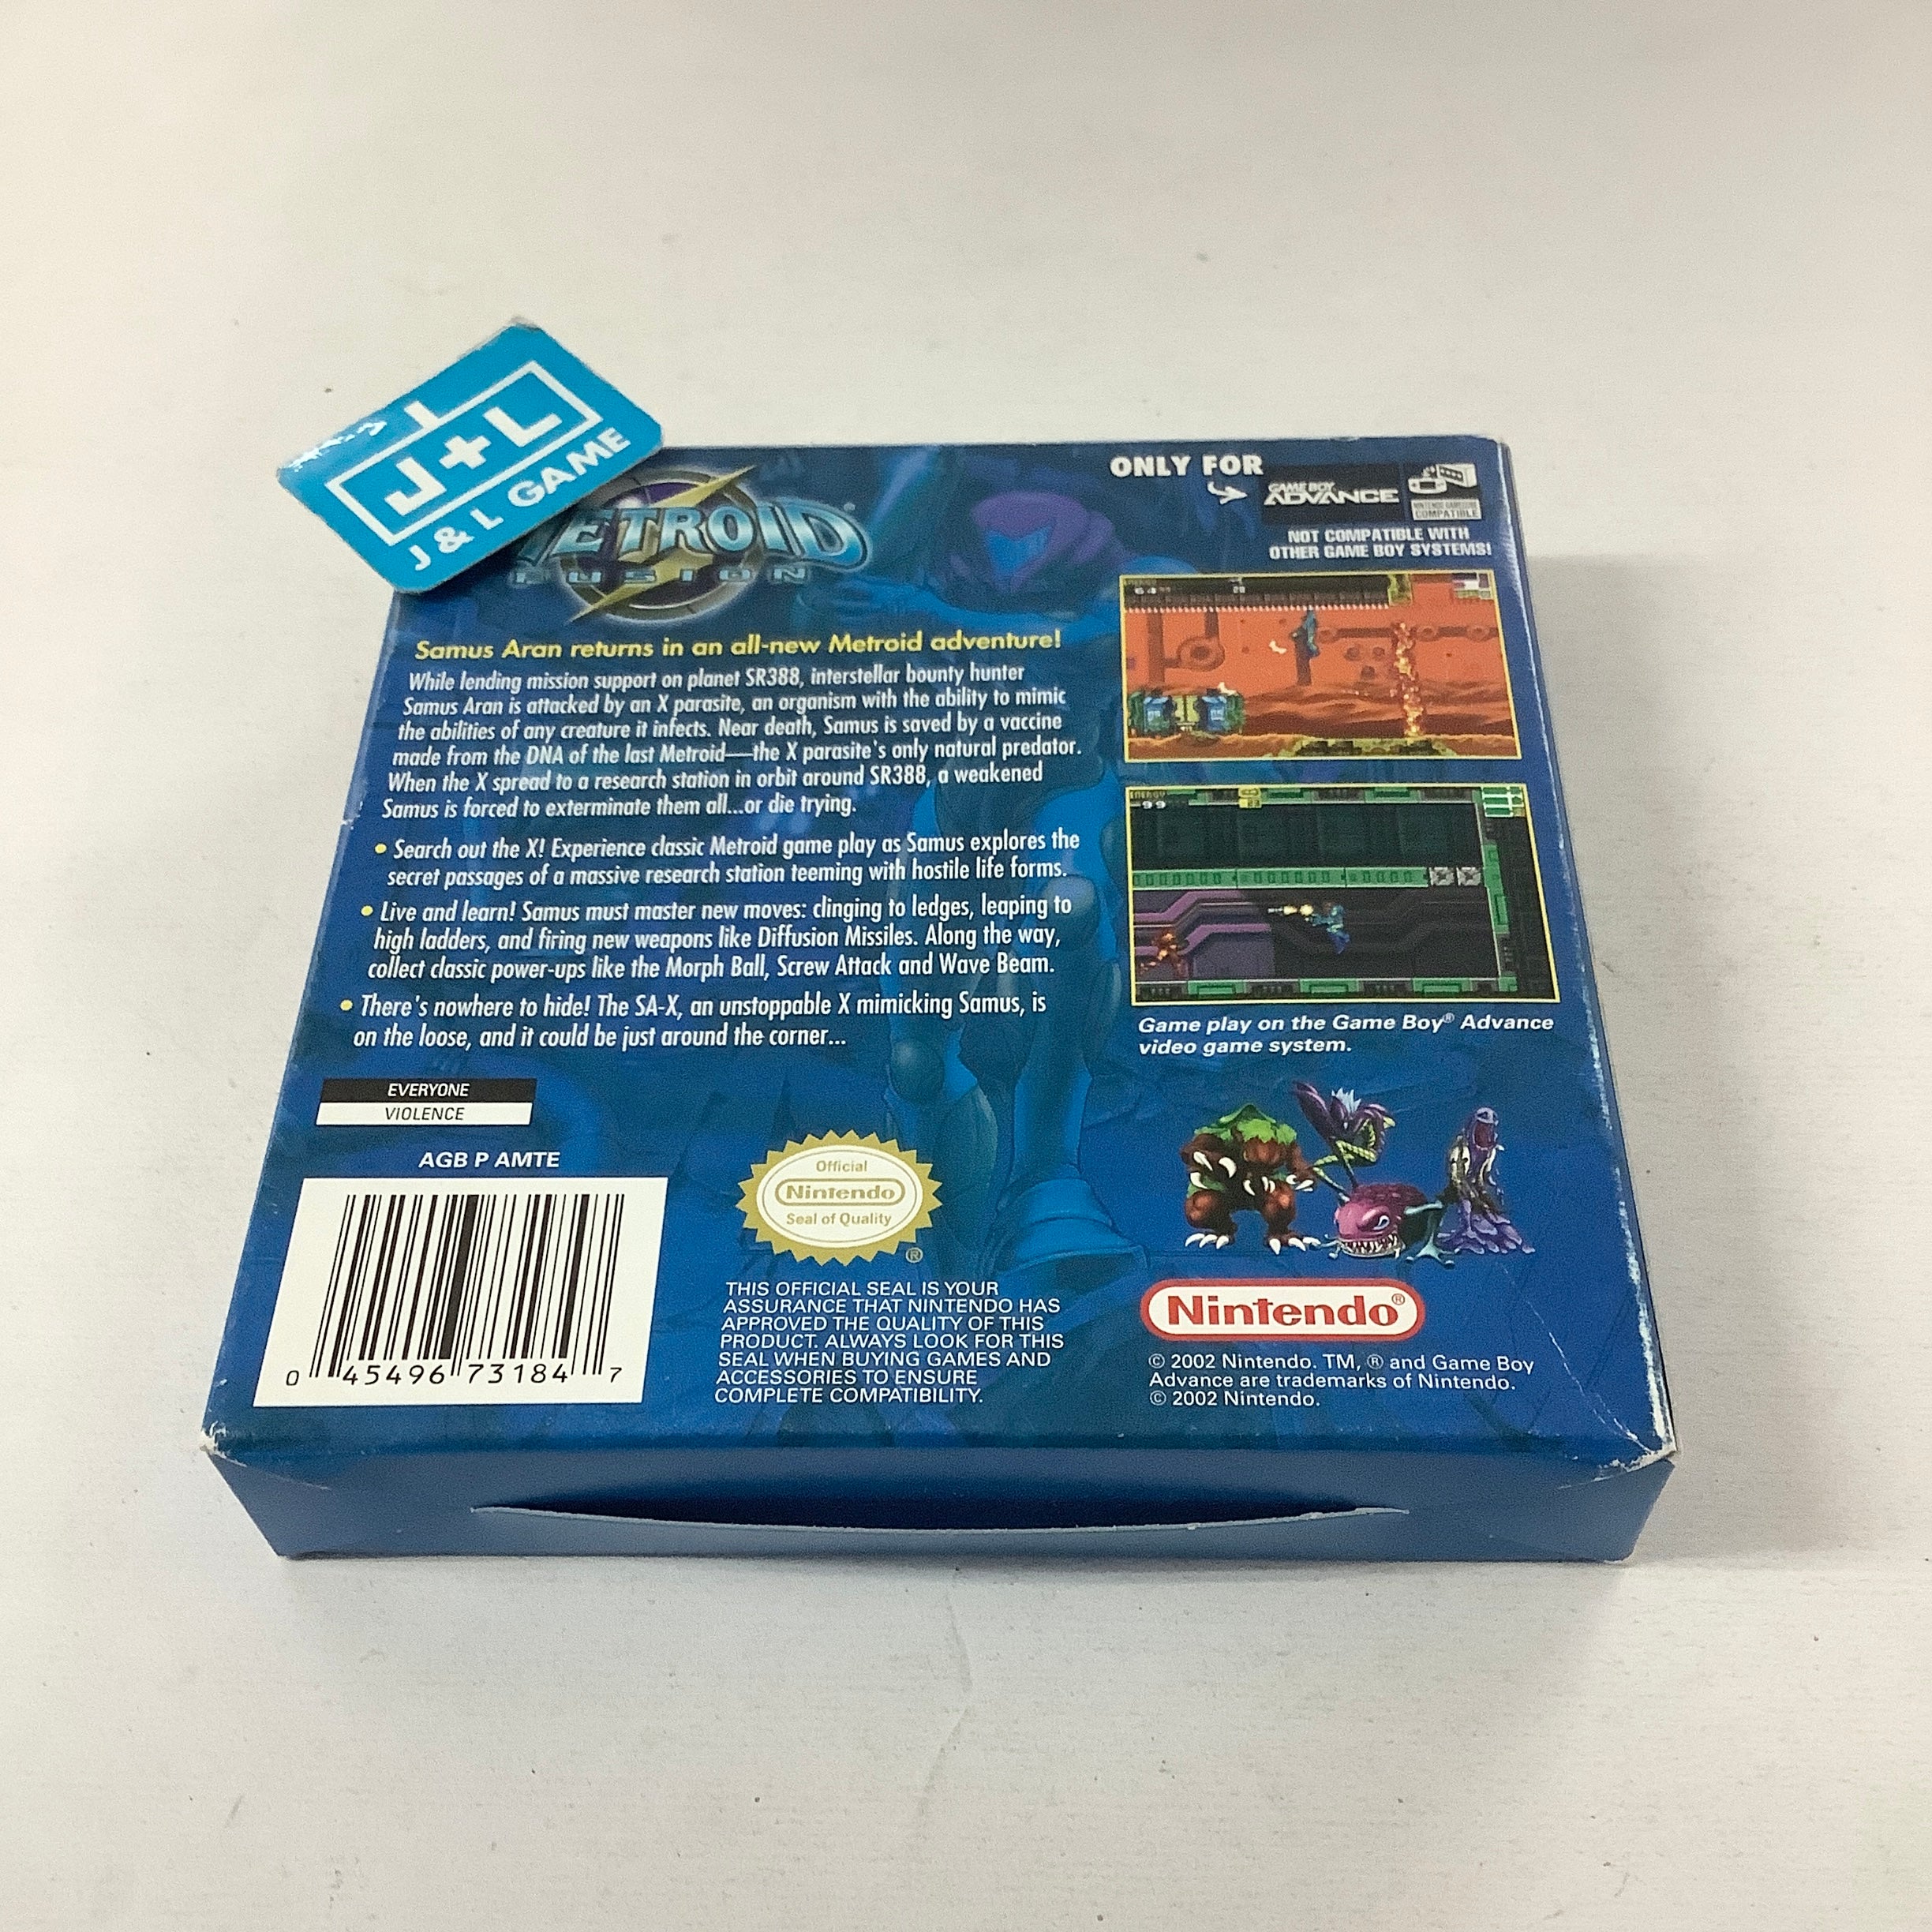 J+L
J & L GAME
METROID®
FUSION
ONLY FOR
GAME BOY
ADVANCE
NINTENDO GAMECUBE
COMPATIBLE
NOT COMPATIBLE WITH
OTHER GAME BOY SYSTEMS!
Samus Aran returns in an all-new Metroid adventure!
While lending mission support on planet SR388, interstellar bounty hunter
Samus Aran is attacked by an X parasite, an organism with the ability to mimic
the abilities of any creature it infects. Near death, Samus is saved by a vaccine
made from the DNA of the last Metroid—the X parasite's only natural predator.
When the X spread to a research station in orbit around SR388, a weakened
Samus is forced to exterminate them all...or die trying.
• Search out the X! Experience classic Metroid game play as Samus explores the
secret passages of a massive research station teeming with hostile life forms.
• Live and learn! Samus must master new moves: clinging to ledges, leaping to
high ladders, and firing new weapons like Diffusion Missiles. Along the way,
collect classic power-ups like the Morph Ball, Screw Attack and Wave Beam.
• There's nowhere to hide! The SA-X, an unstoppable X mimicking Samus, is
on the loose, and it could be just around the corner...
ENERGY
99
Game play on the Game Boy® Advance
video game system.
EVERYONE
VIOLENCE
AGB P AMTE
0 45496 73184 7
Official
Nintendo
Seal of Quality
®
THIS OFFICIAL SEAL IS YOUR
ASSURANCE THAT NINTENDO HAS
APPROVED THE QUALITY OF THIS
PRODUCT. ALWAYS LOOK FOR THIS
SEAL WHEN BUYING GAMES AND
ACCESSORIES TO ENSURE
COMPLETE COMPATIBILITY.
Nintendo®
© 2002 Nintendo. TM, ® and Game Boy
Advance are trademarks of Nintendo.
© 2002 Nintendo.